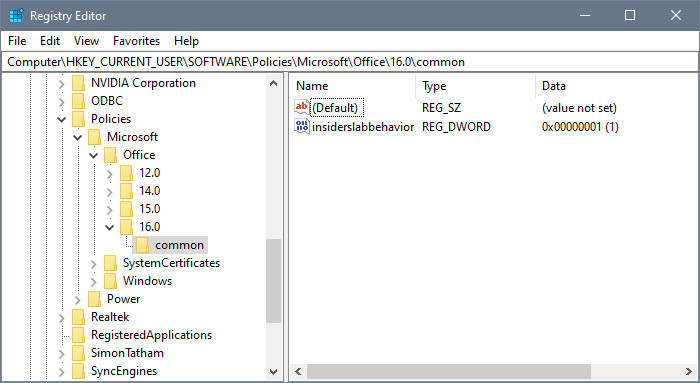 Registry Editor
File Edit View Favorites Help
Computer\HKEY_CURRENT_USER\SOFTWARE\Policies\Microsoft\Office\16.0\common
NVIDIA Corporation
ODBC
Policies
Microsoft
Office
12.0
14.0
15.0
16.0
common
SystemCertificates
Windows
Power
Realtek
RegisteredApplications
SimonTatham
SyncEngines
Name Type Data
ab (Default) REG_SZ (value not set)
insiderslabbehavior REG_DWORD 0x00000001 (1)